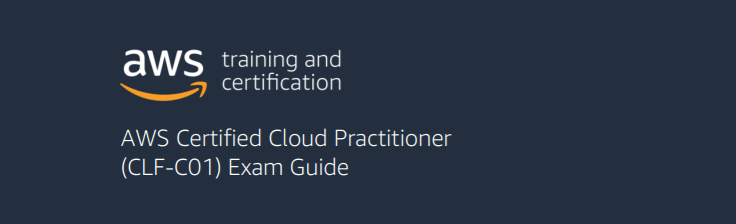 aws training and
certification
AWS Certified Cloud Practitioner
(CLF-C01) Exam Guide